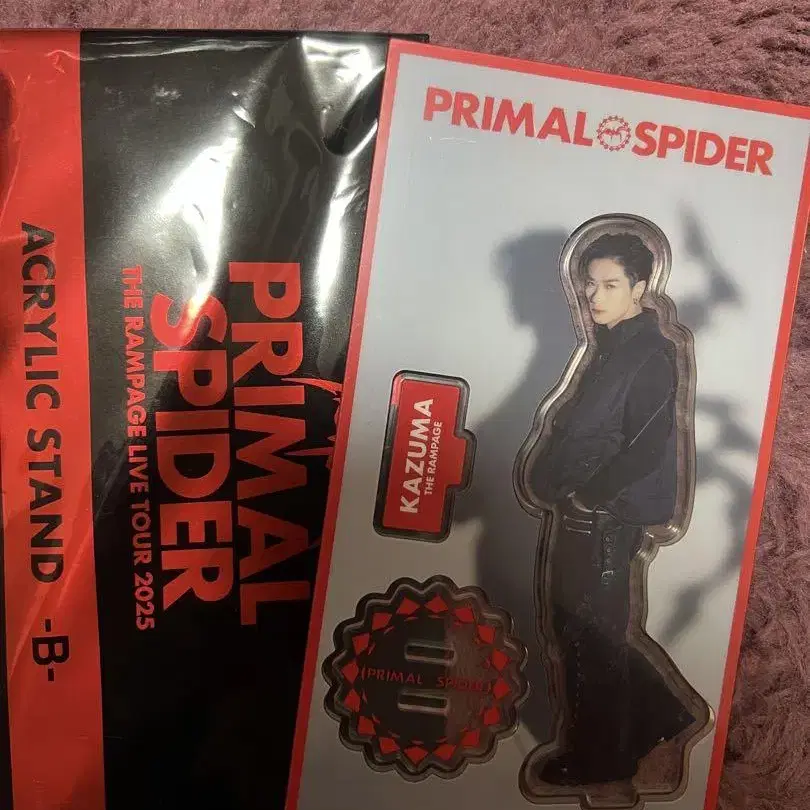 ACRYLIC STAND -B-
PRIMAL
SPIDER
THE RAMPAGE LIVE TOUR 2025
PRIMAL SPIDER
KAZUMA
THE RAMPAGE
PRIMAL SPIDER